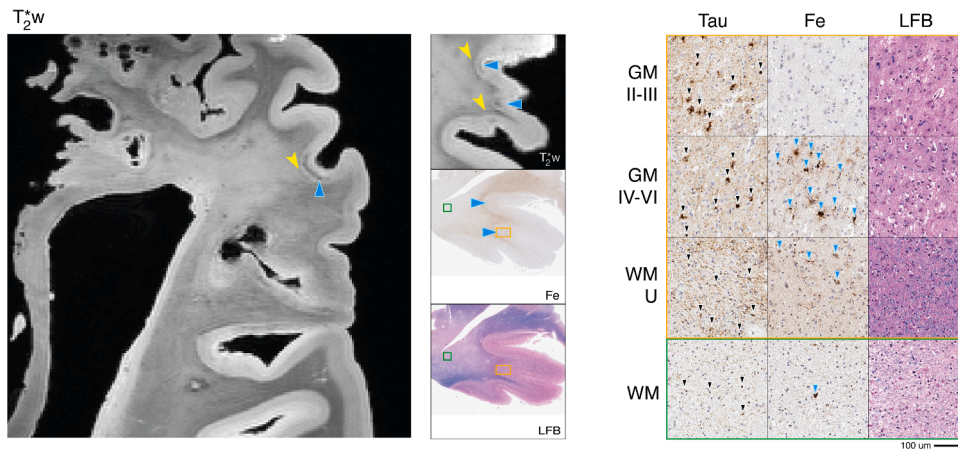 T₂*w
T₂*w
Fe
LFB
Tau Fe LFB
GM
II-III
GM
IV-VI
WM
U
WM
100 um